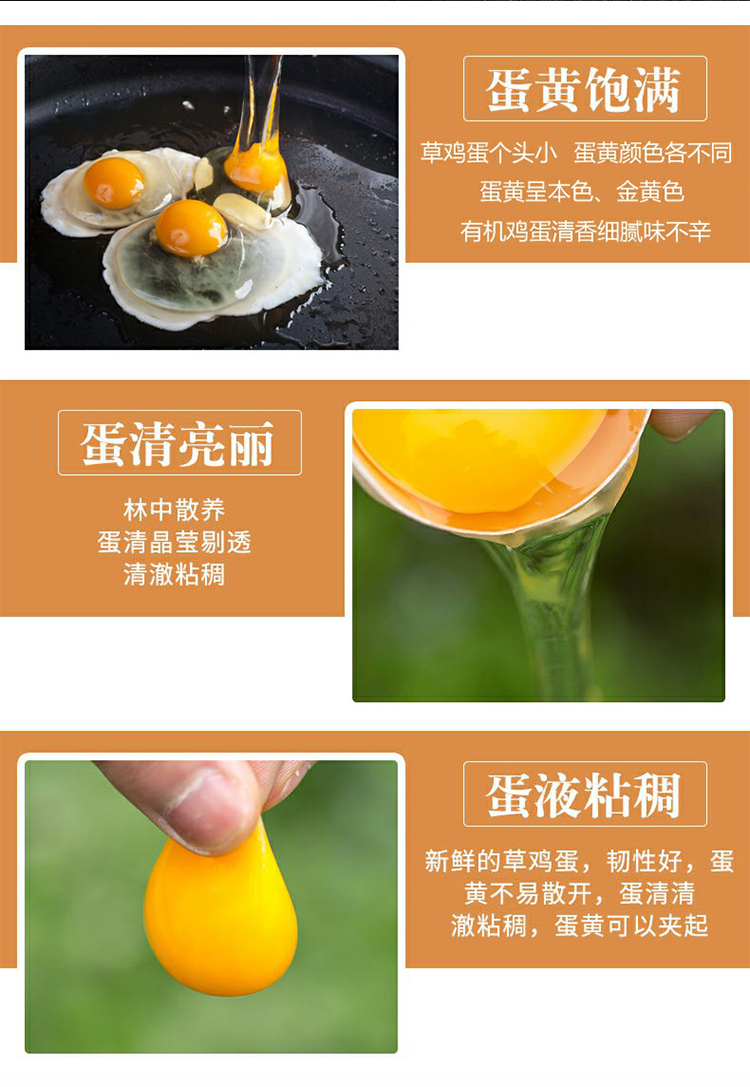 蛋黄饱满
草鸡蛋个头小 蛋黄颜色各不同
蛋黄呈本色、金黄色
有机鸡蛋清香细腻味不辛
蛋清亮丽
林中散养
蛋清晶莹剔透
清澈粘稠
蛋液粘稠
新鲜的草鸡蛋，韧性好，蛋
黄不易散开，蛋清清
澈粘稠，蛋黄可以夹起